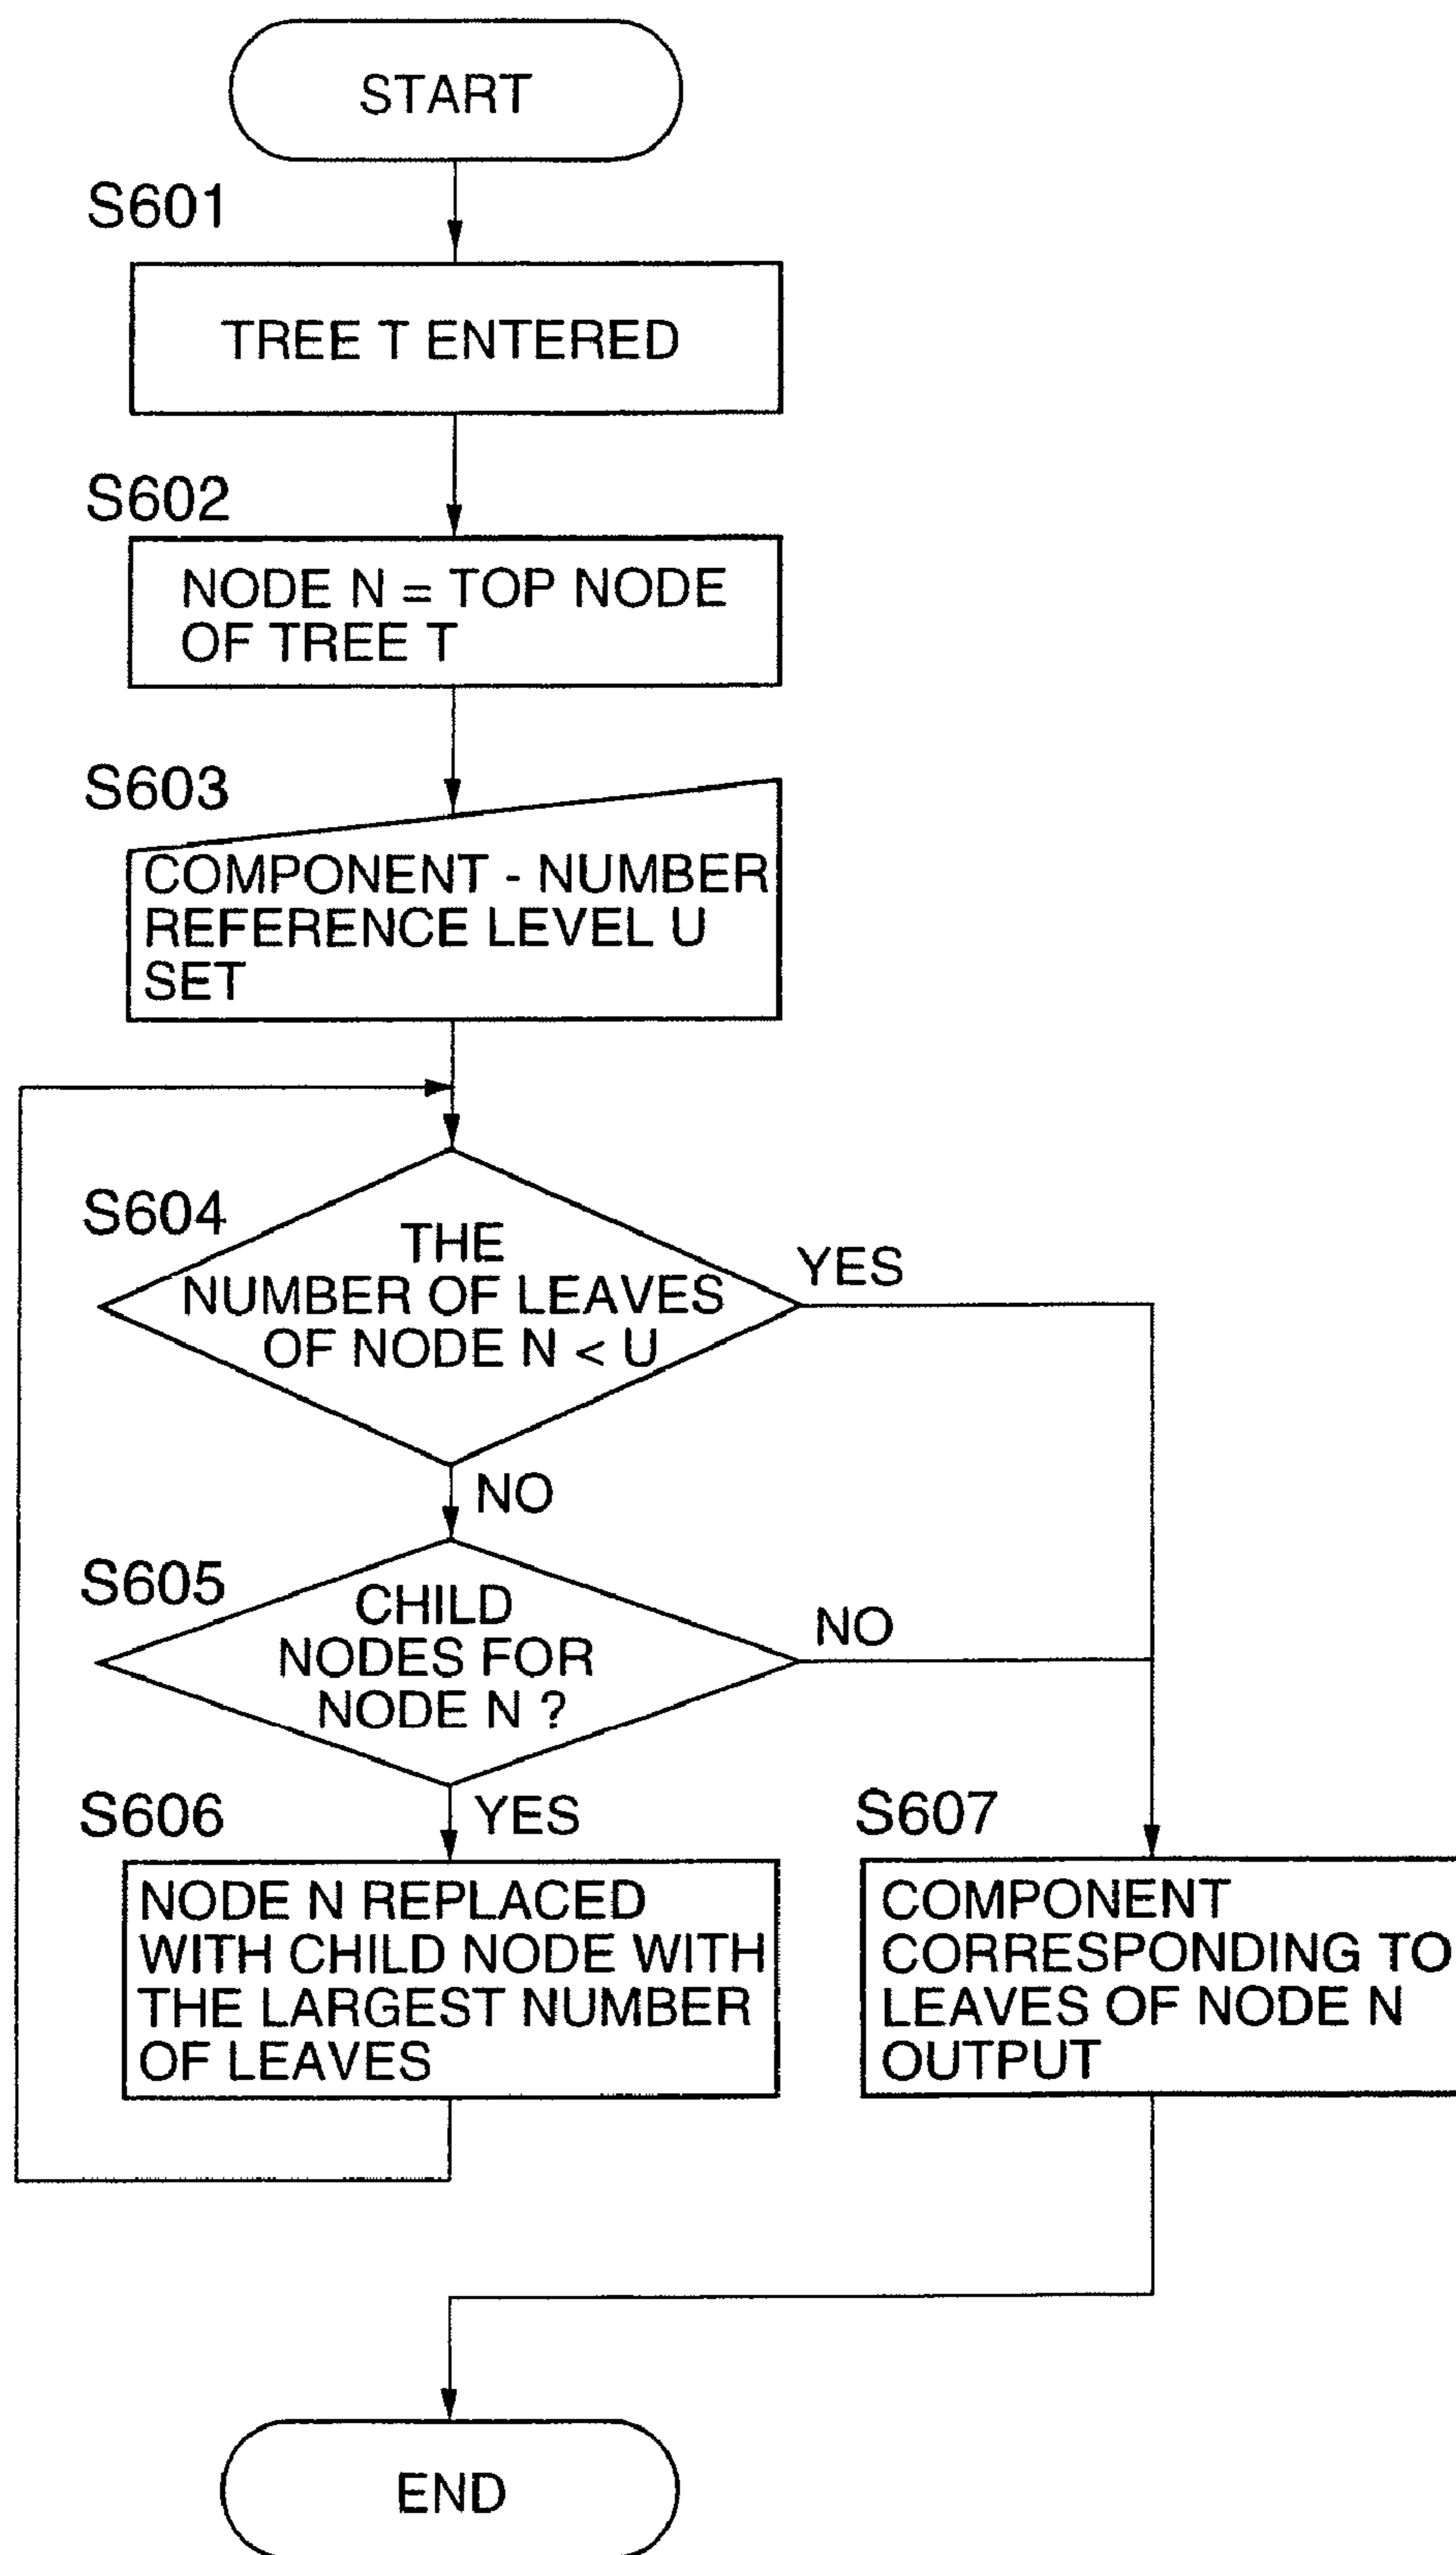 START
S601
TREE T ENTERED
S602
NODE N = TOP NODE
OF TREE T
S603
COMPONENT - NUMBER
REFERENCE LEVEL U
SET
S604
THE
NUMBER OF LEAVES
OF NODE N < U
YES
NO
S605
CHILD
NODES FOR
NODE N ?
NO
YES
S606
NODE N REPLACED
WITH CHILD NODE WITH
THE LARGEST NUMBER
OF LEAVES
S607
COMPONENT
CORRESPONDING TO
LEAVES OF NODE N
OUTPUT
END